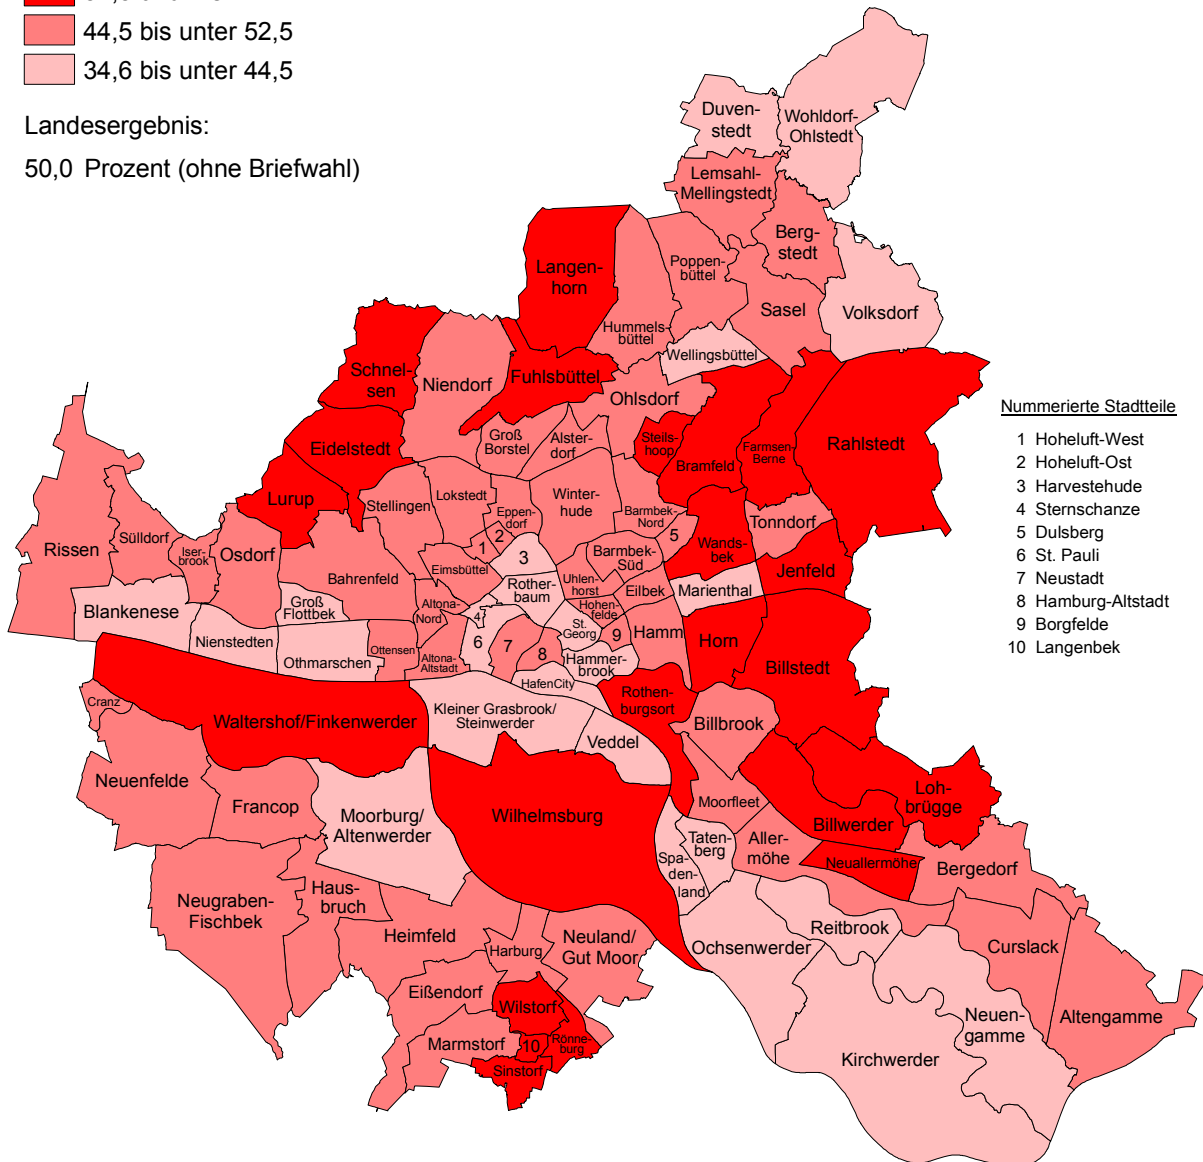 44,5 bis unter 52,5
34,6 bis unter 44,5
Landesergebnis:
50,0 Prozent (ohne Briefwahl)
Duven-
stedt
Wohldorf-
Ohlstedt
Lemsahl-
Mellingstedt
Berg-
stedt
Poppen-
büttel
Langen-
horn
Hummels-
büttel
Sasel
Volksdorf
Wellingsbüttel
Schnel-
sen
Niendorf
Fuhlsbüttel
Ohlsdorf
Nummerierte Stadtteile
1 Hoheluft-West
2 Hoheluft-Ost
3 Harvestehude
4 Sternschanze
5 Dulsberg
6 St. Pauli
7 Neustadt
8 Hamburg-Altstadt
9 Borgfelde
10 Langenbek
Eidelstedt
Groß
Borstel
Alster-
dorf
Steils-
hoop
Bramfeld
Farmsen-
Berne
Rahlstedt
Lurup
Stellingen
Lokstedt
Eppen-
dorf
Winter-
hude
Barmbek-
Nord
5
Wands-
bek
Tonndorf
Rissen
Sülldorf
Iser-
brook
Osdorf
Bahrenfeld
Eimsbüttel
1
2
3
Barmbek-
Süd
Jenfeld
Blankenese
Groß
Flottbek
Altona-
Nord
Rother-
baum
Uhlen-
horst
Eilbek
Marienthal
Nienstedten
Othmarschen
Ottensen
Altona-
Altstadt
4
6
7
8
St.
Georg
Hohen-
felde
9
Hamm
Horn
Billstedt
Hammer-
brook
HafenCity
Cranz
Waltershof/Finkenwerder
Kleiner Grasbrook/
Steinwerder
Veddel
Rothen-
burgsort
Billbrook
Neuenfelde
Francop
Moorburg/
Altenwerder
Wilhelmsburg
Moorfleet
Billwerder
Loh-
brügge
Spa-
den-
land
Taten-
berg
Aller-
möhe
Neuallermöhe
Bergedorf
Neugraben-
Fischbek
Haus-
bruch
Heimfeld
Harburg
Neuland/
Gut Moor
Ochsenwerder
Reitbrook
Curslack
Eißendorf
Wilstorf
Marmstorf
10
Rönne-
burg
Sinstorf
Kirchwerder
Neuen-
gamme
Altengamme